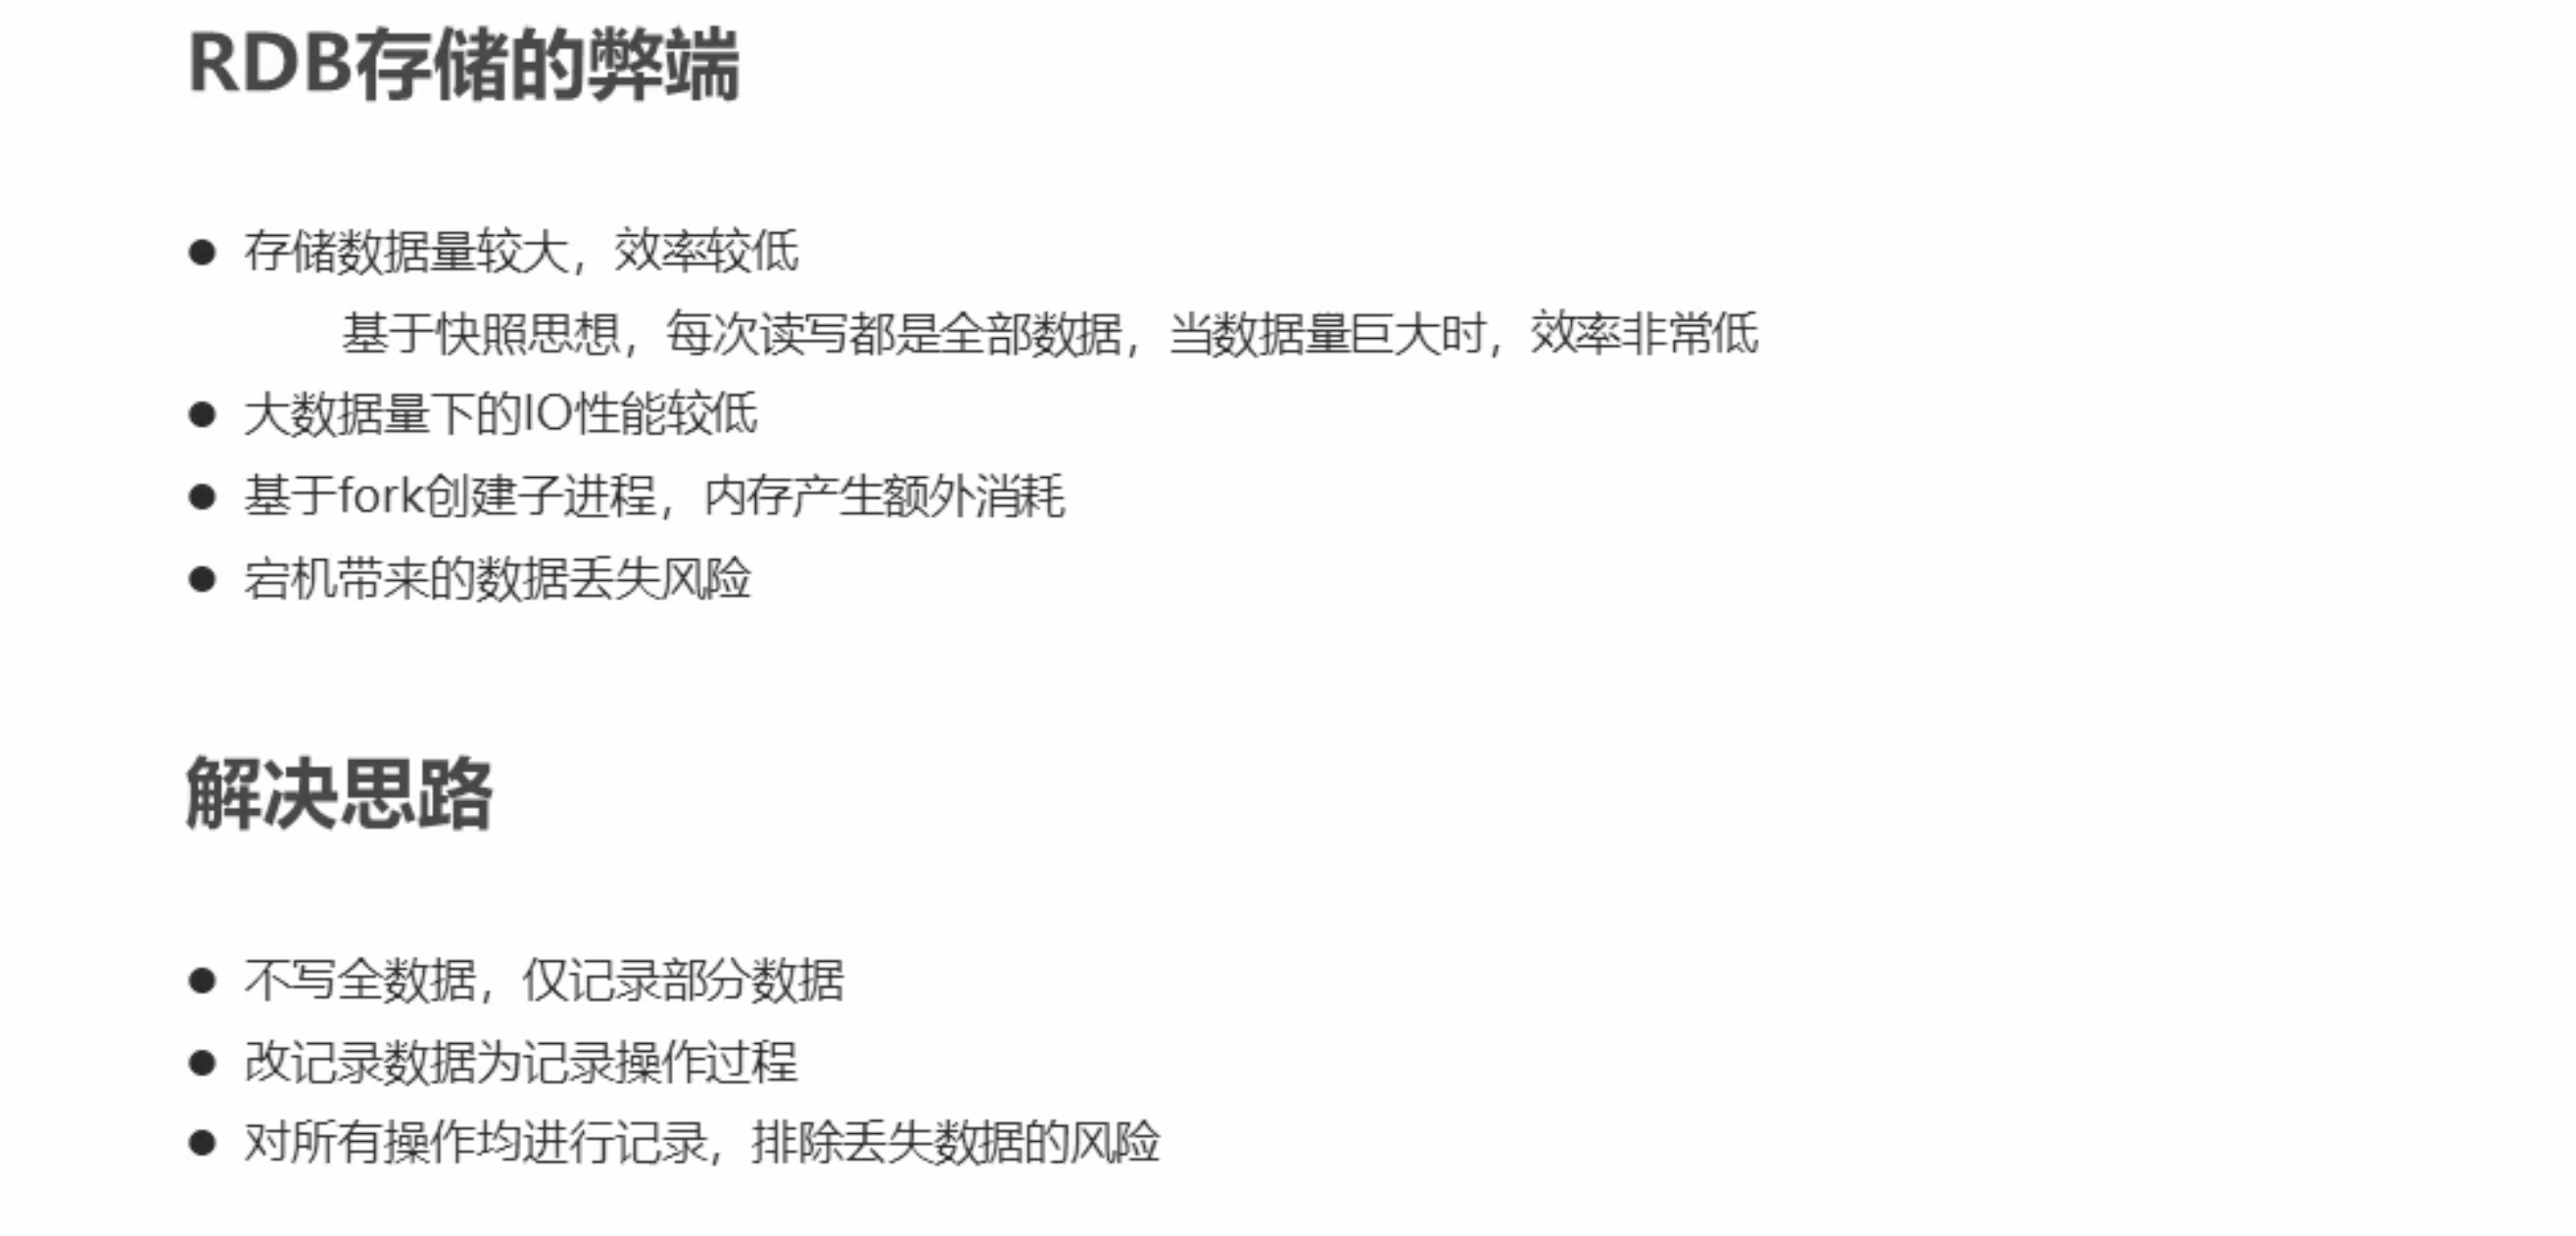 RDB存储的弊端
● 存储数据量较大，效率较低
基于快照思想，每次读写都是全部数据，当数据量巨大时，效率非常低
● 大数据量下的IO性能较低
● 基于fork创建子进程，内存产生额外消耗
● 宕机带来的数据丢失风险
解决思路
● 不写全数据，仅记录部分数据
● 改记录数据为记录操作过程
● 对所有操作均进行记录，排除丢失数据的风险